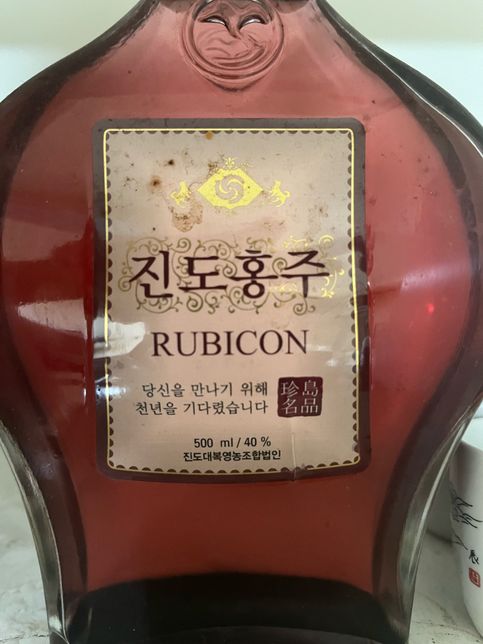 진도홍주
RUBICON
당신을 만나기 위해
천년을 기다렸습니다
珍島
名品
500 ml / 40 %
진도대복영농조합법인